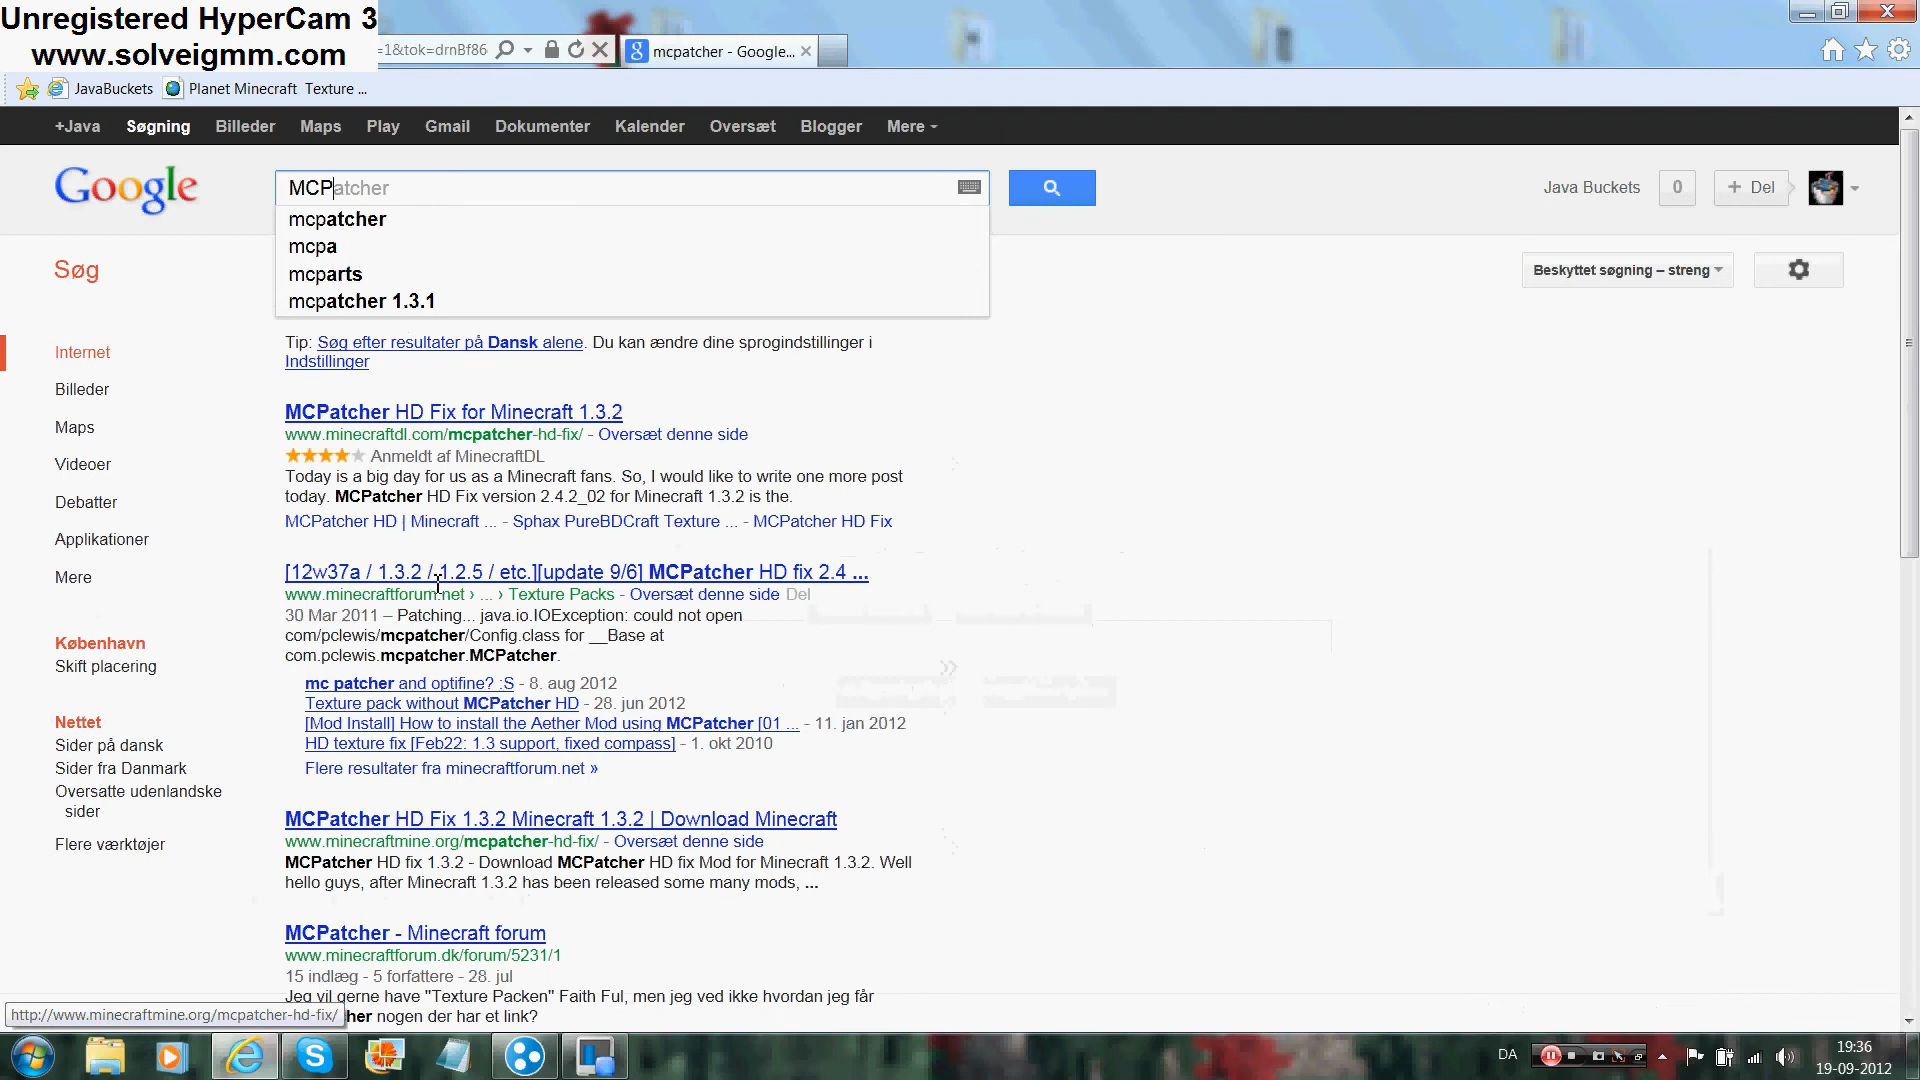 Unregistered HyperCam 3
www.solveigmm.com
=1&tok=drnBf86
mcpatcher - Google...
JavaBuckets
Planet Minecraft Texture ...
+Java Søgning Billeder Maps Play Gmail Dokumenter Kalender Oversæt Blogger Mere
Google
MCPatcher
Java Buckets
0
+ Del
mcpatcher
mcpa
mcparts
mcpatcher 1.3.1
Søg
Beskyttet søgning – streng
Internet
Billeder
Maps
Videoer
Debatter
Applikationer
Mere
København
Skift placering
Nettet
Sider på dansk
Sider fra Danmark
Oversatte udenlandske
sider
Flere værktøjer
Tip: Søg efter resultater på Dansk alene. Du kan ændre dine sprogindstillinger i
Indstillinger
MCPatcher HD Fix for Minecraft 1.3.2
www.minecraftdl.com/mcpatcher-hd-fix/ - Oversæt denne side
Anmeldt af MinecraftDL
Today is a big day for us as a Minecraft fans. So, I would like to write one more post
today. MCPatcher HD Fix version 2.4.2_02 for Minecraft 1.3.2 is the.
MCPatcher HD | Minecraft ... - Sphax PureBDCraft Texture ... - MCPatcher HD Fix
[12w37a / 1.3.2 / 1.2.5 / etc.][update 9/6] MCPatcher HD fix 2.4 ...
www.minecraftforum.net › ... › Texture Packs - Oversæt denne side Del
30 Mar 2011 – Patching... java.io.IOException: could not open
com/pclewis/mcpatcher/Config.class for __Base at
com.pclewis.mcpatcher.MCPatcher.
mc patcher and optifine? :S - 8. aug 2012
Texture pack without MCPatcher HD - 28. jun 2012
[Mod Install] How to install the Aether Mod using MCPatcher [01 ... - 11. jan 2012
HD texture fix [Feb22: 1.3 support, fixed compass] - 1. okt 2010
Flere resultater fra minecraftforum.net »
MCPatcher HD Fix 1.3.2 Minecraft 1.3.2 | Download Minecraft
www.minecraftmine.org/mcpatcher-hd-fix/ - Oversæt denne side
MCPatcher HD fix 1.3.2 - Download MCPatcher HD fix Mod for Minecraft 1.3.2. Well
hello guys, after Minecraft 1.3.2 has been released some many mods, ...
MCPatcher - Minecraft forum
www.minecraftforum.dk/forum/5231/1
15 indlæg - 5 forfattere - 28. jul
Jeg vil gerne have "Texture Packen" Faith Ful, men jeg ved ikke hvordan jeg får
her nogen der har et link?
http://www.minecraftmine.org/mcpatcher-hd-fix/
DA
19:36
19-09-2012